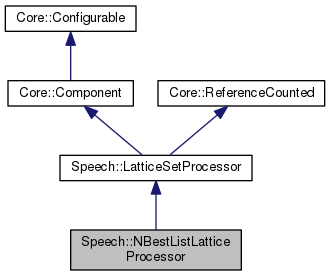 Core::Configurable
Core::Component
Core::ReferenceCounted
Speech::LatticeSetProcessor
Speech::NBestListLattice
Processor